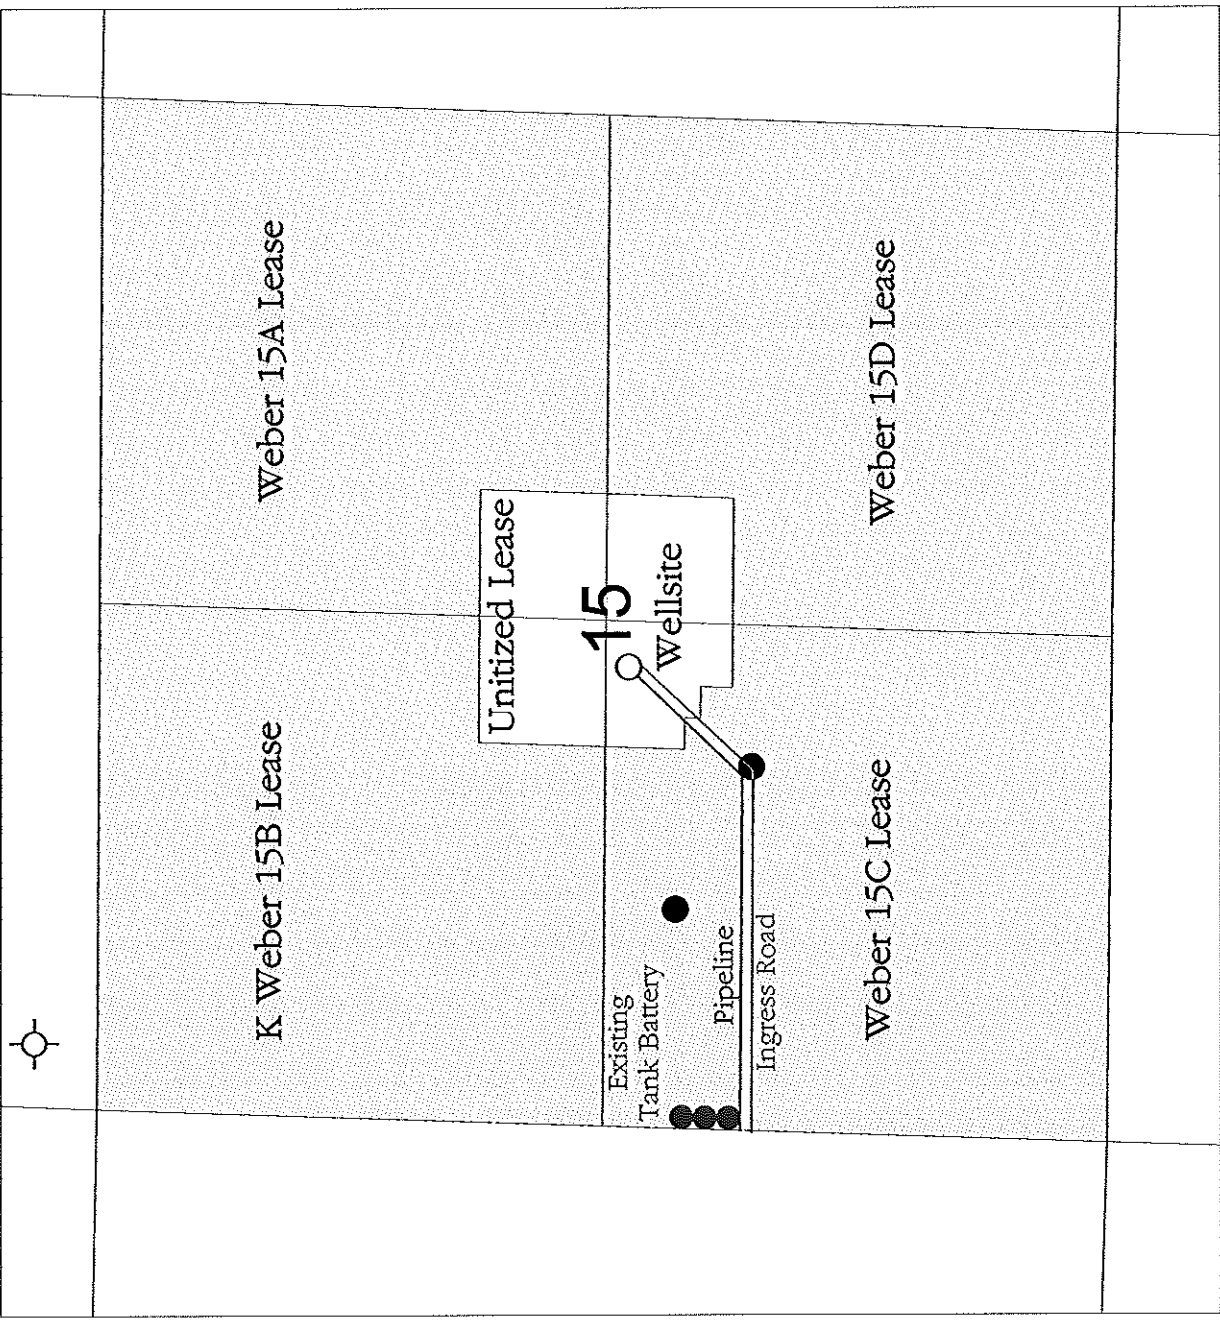 K Weber 15B Lease
Weber 15A Lease
Unitized Lease
15
Wellsite
Existing
Tank Battery
Pipeline
Ingress Road
Weber 15C Lease
Weber 15D Lease